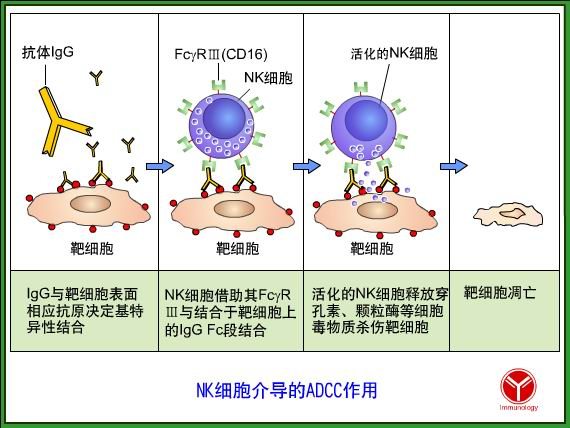 抗体IgG
FcγRⅢ(CD16)
NK细胞
活化的NK细胞
靶细胞
靶细胞
靶细胞
IgG与靶细胞表面
相应抗原决定基特
异性结合
NK细胞借助其FcγR
Ⅲ与结合于靶细胞上
的IgG Fc段结合
活化的NK细胞释放穿
孔素、颗粒酶等细胞
毒物质杀伤靶细胞
靶细胞凋亡
NK细胞介导的ADCC作用
Immunology